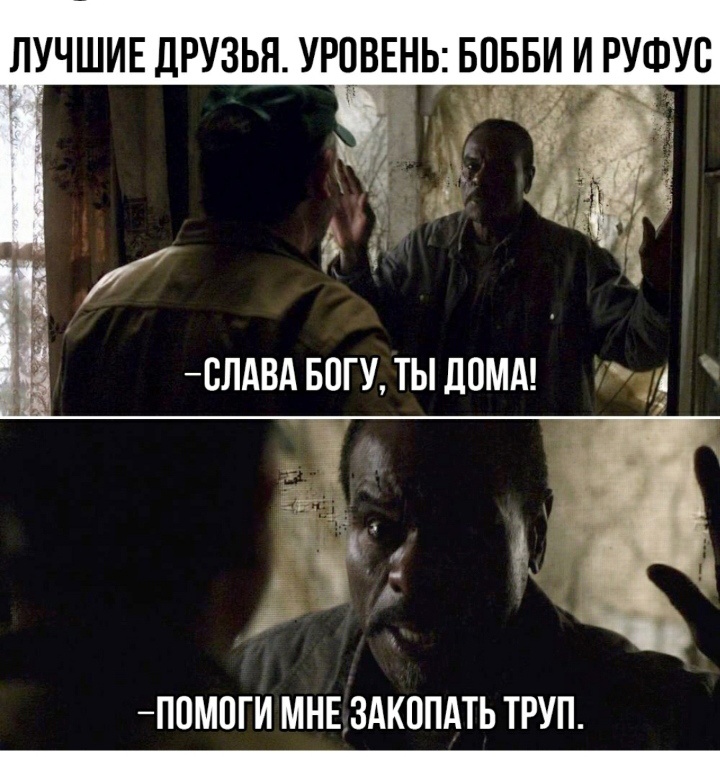 ЛУЧШИЕ ДРУЗЬЯ. УРОВЕНЬ: БОББИ И РУФУС
–СЛАВА БОГУ, ТЫ ДОМА!
–ПОМОГИ МНЕ ЗАКОПАТЬ ТРУП.